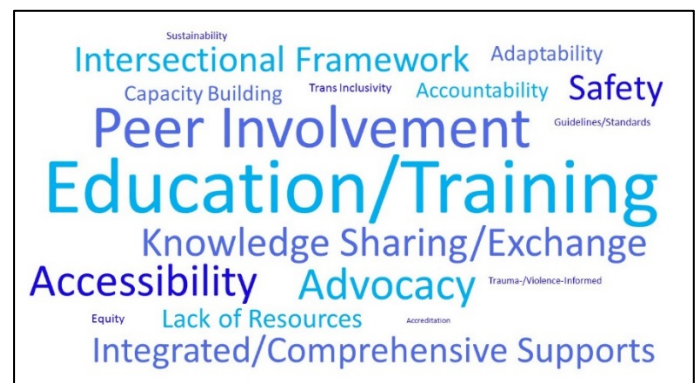 Sustainability
Intersectional Framework Adaptability
Capacity Building Trans Inclusivity Accountability Safety
Peer Involvement Guidelines/Standards
Education/Training
Knowledge Sharing/Exchange
Accessibility Advocacy Trauma-/Violence-Informed
Equity Lack of Resources Accreditation
Integrated/Comprehensive Supports